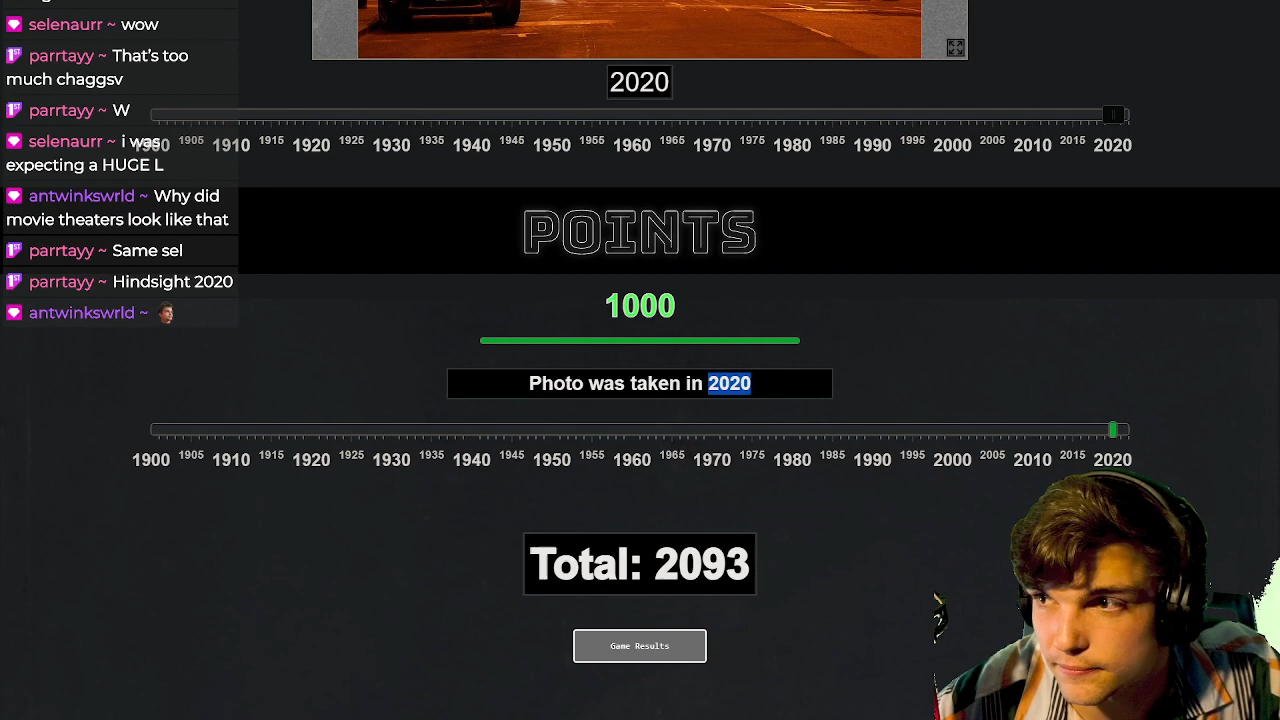 selenaurr ~ wow
parrtayy ~ That's too
much chaggsv
parrtayy ~ W
selenaurr ~ i was
expecting a HUGE L
antwinkswrld ~ Why did
movie theaters look like that
parrtayy ~ Same sel
parrtayy ~ Hindsight 2020
antwinkswrld ~
2020
1900 1905 1910 1915 1920 1925 1930 1935 1940 1945 1950 1955 1960 1965 1970 1975 1980 1985 1990 1995 2000 2005 2010 2015 2020
POINTS
1000
Photo was taken in 2020
1900 1905 1910 1915 1920 1925 1930 1935 1940 1945 1950 1955 1960 1965 1970 1975 1980 1985 1990 1995 2000 2005 2010 2015 2020
Total: 2093
Game Results